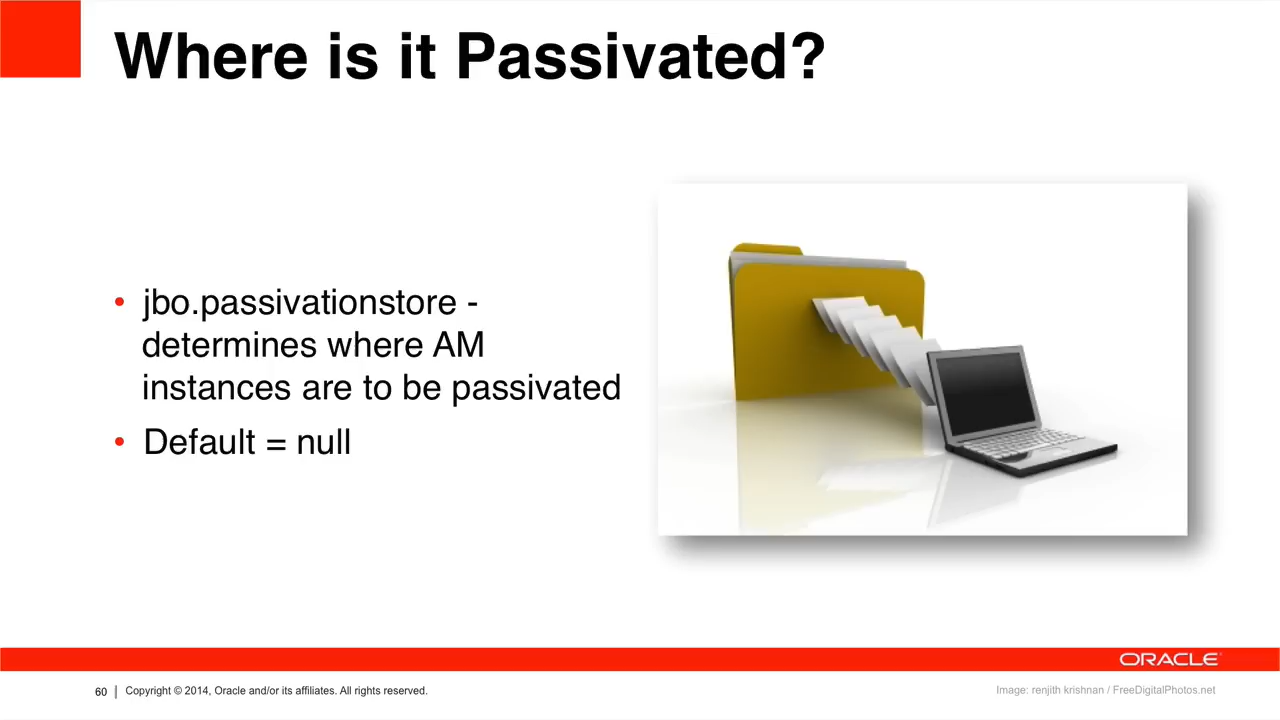 Where is it Passivated?
• jbo.passivationstore -
determines where AM
instances are to be passivated
• Default = null
ORACLE
60 | Copyright © 2014, Oracle and/or its affiliates. All rights reserved.
Image: renjith krishnan / FreeDigitalPhotos.net